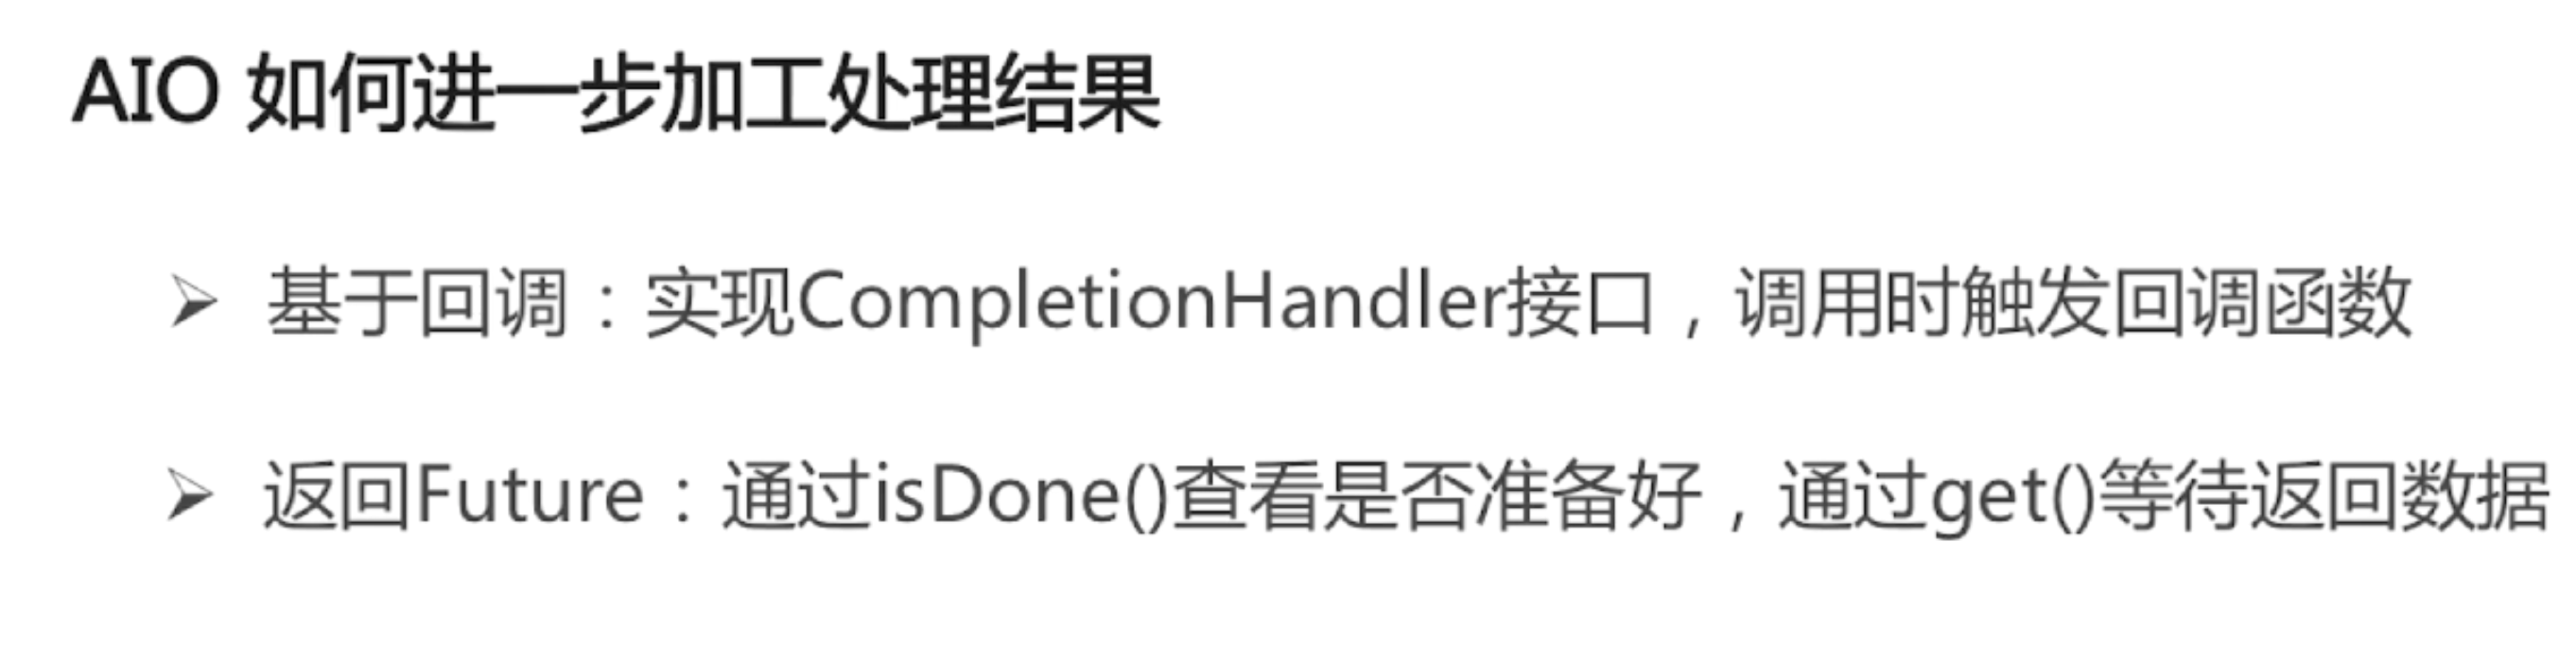 AIO 如何进一步加工处理结果
➢ 基于回调：实现CompletionHandler接口，调用时触发回调函数
➢ 返回Future：通过isDone()查看是否准备好，通过get()等待返回数据